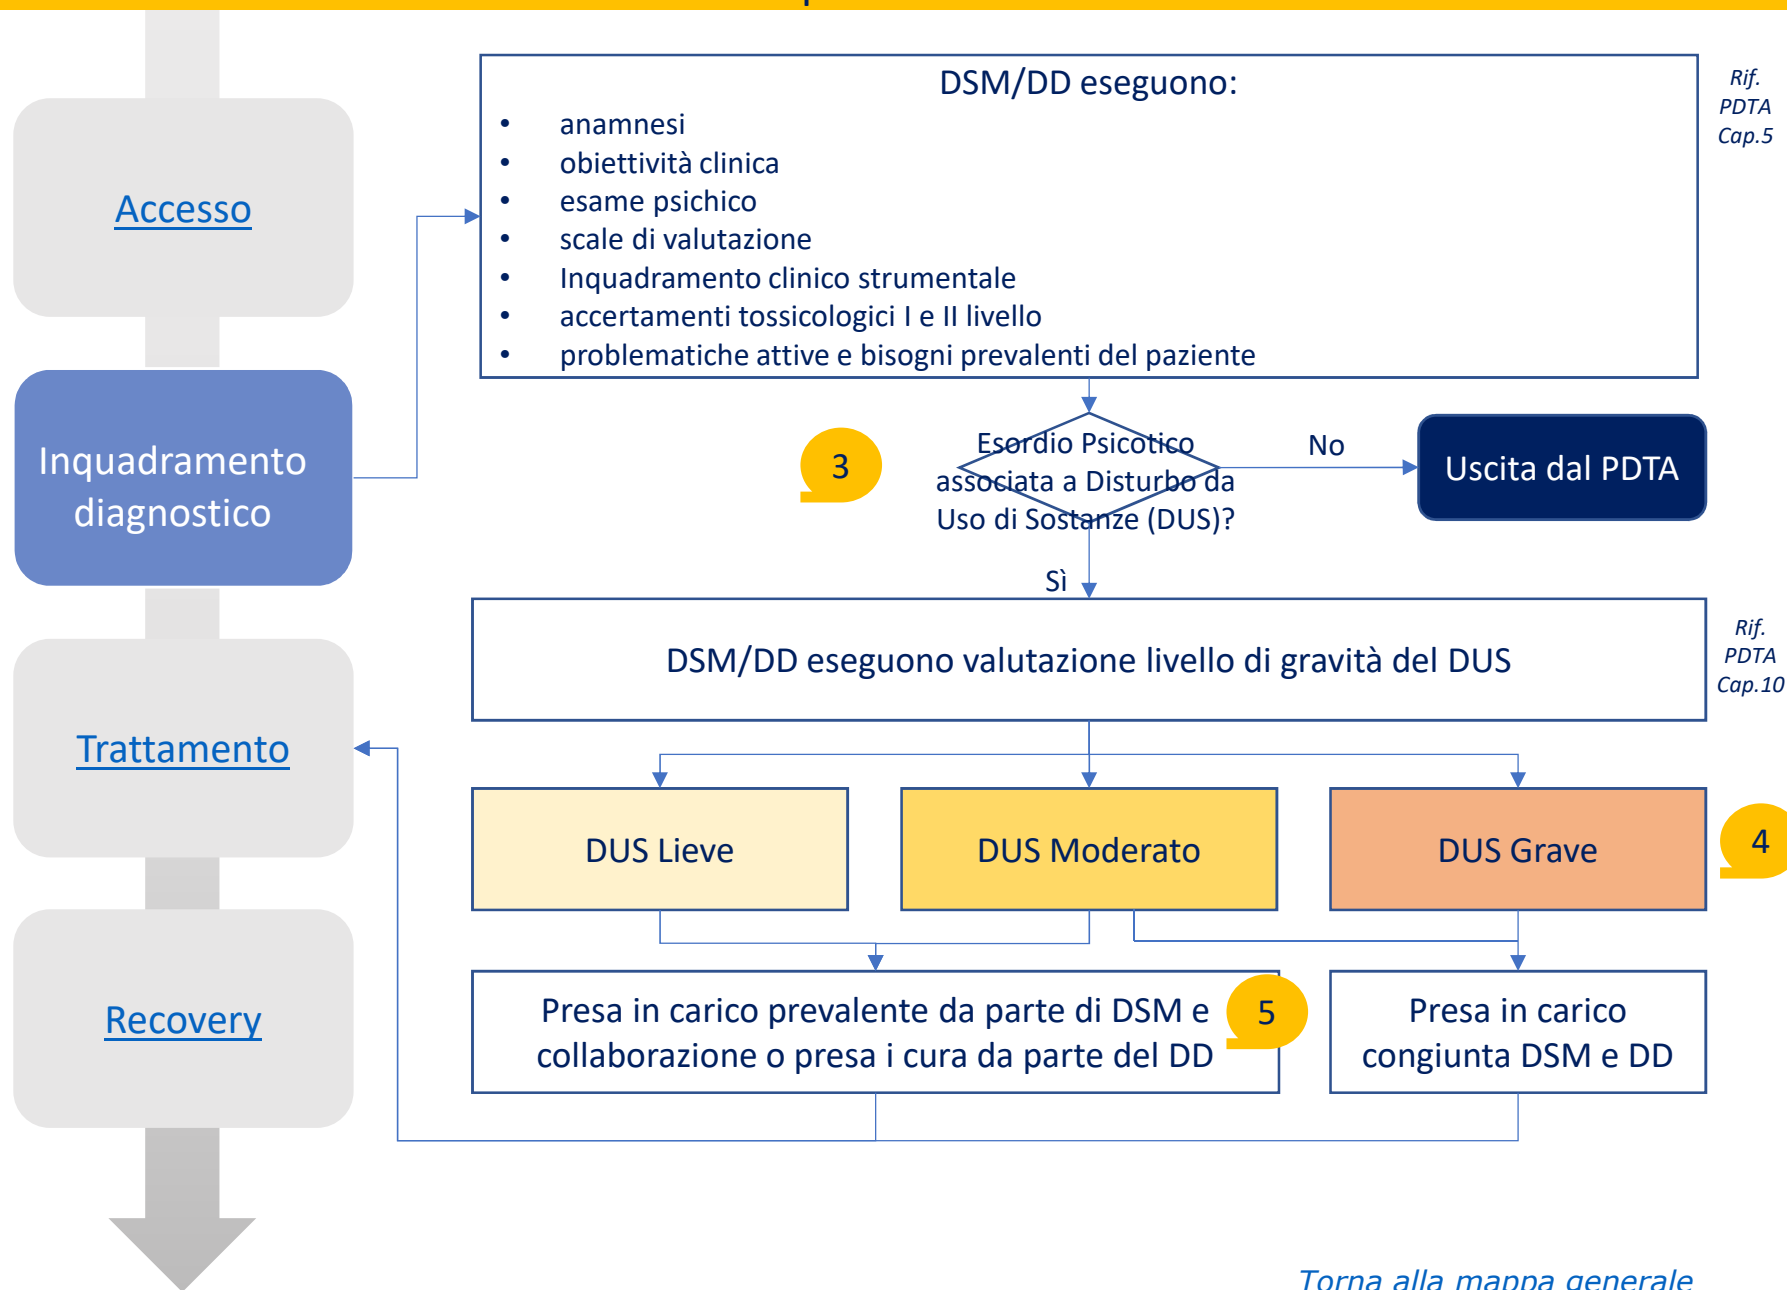 DSM/DD eseguono:
• anamnesi
• obiettività clinica
• esame psichico
• scale di valutazione
• Inquadramento clinico strumentale
• accertamenti tossicologici I e II livello
• problematiche attive e bisogni prevalenti del paziente
Rif.
PDTA
Cap.5
Accesso
Inquadramento
diagnostico
3
Esordio Psicotico
associata a Disturbo da
Uso di Sostanze (DUS)?
No
Uscita dal PDTA
Sì
DSM/DD eseguono valutazione livello di gravità del DUS
Rif.
PDTA
Cap.10
Trattamento
DUS Lieve
DUS Moderato
DUS Grave
4
Recovery
Presa in carico prevalente da parte di DSM e
collaborazione o presa i cura da parte del DD
5
Presa in carico
congiunta DSM e DD
Torna alla mappa generale